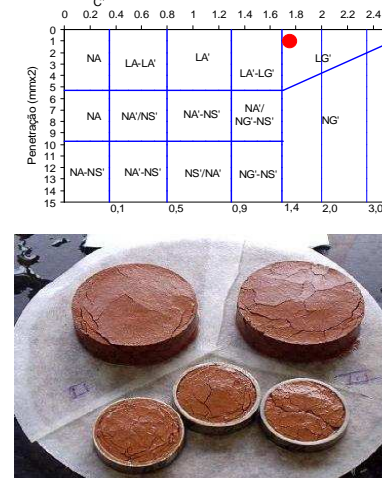 C'
0 0,2 0,4 0,6 0,8 1 1,2 1,4 1,6 1,8 2 2,2 2.4
Penetração (mmx2)
0
1
2
3
4
5
6
7
8
9
10
11
12
13
14
15
NA LA-LA' LA' LA'-LG' LG'
NA NA'/NS' NA'-NS' NA'/ NG'-NS' NG'
NA-NS' NA'-NS' NS'/NA' NG'-NS'
0,1 0,5 0,9 1,4 2,0 3,0